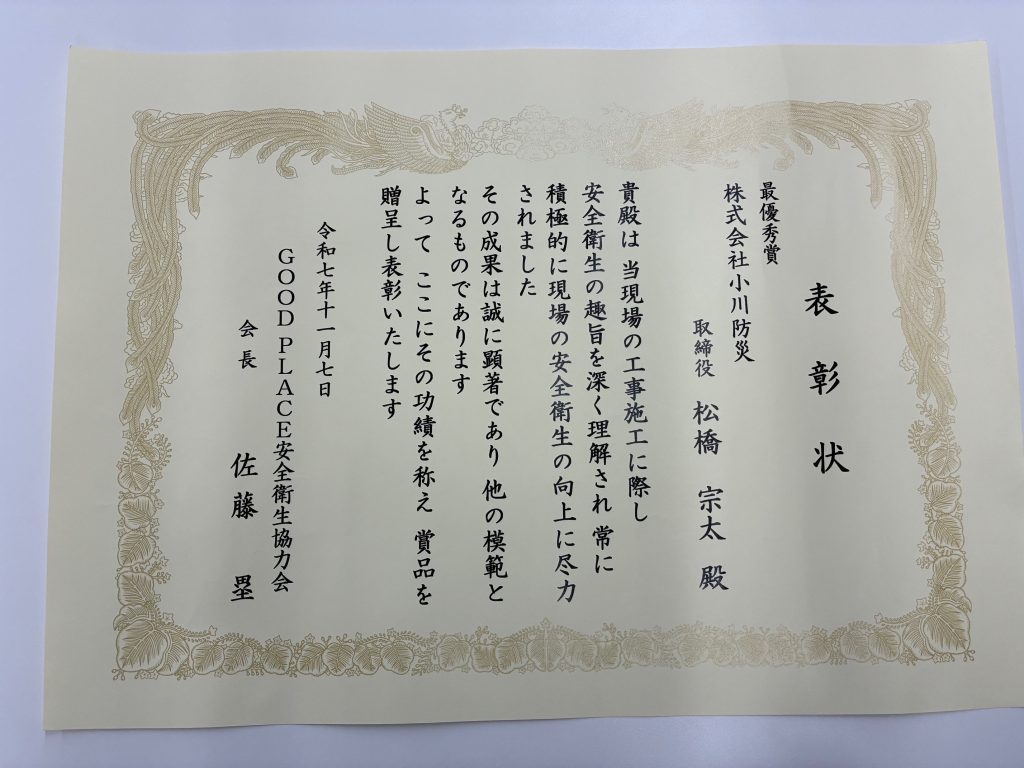 表彰状
最優秀賞
株式会社小川防災
取締役 松橋 宗太 殿
貴殿は 当現場の工事施工に際し
安全衛生の趣旨を深く理解され 常に
積極的に現場の安全衛生の向上に尽力
されました
その成果は誠に顕著であり 他の模範と
なるものであります
よって ここにその功績を称え 賞品を
贈呈し表彰いたします
令和七年十一月七日
GOOD PLACE安全衛生協力会
会長 佐藤 塁